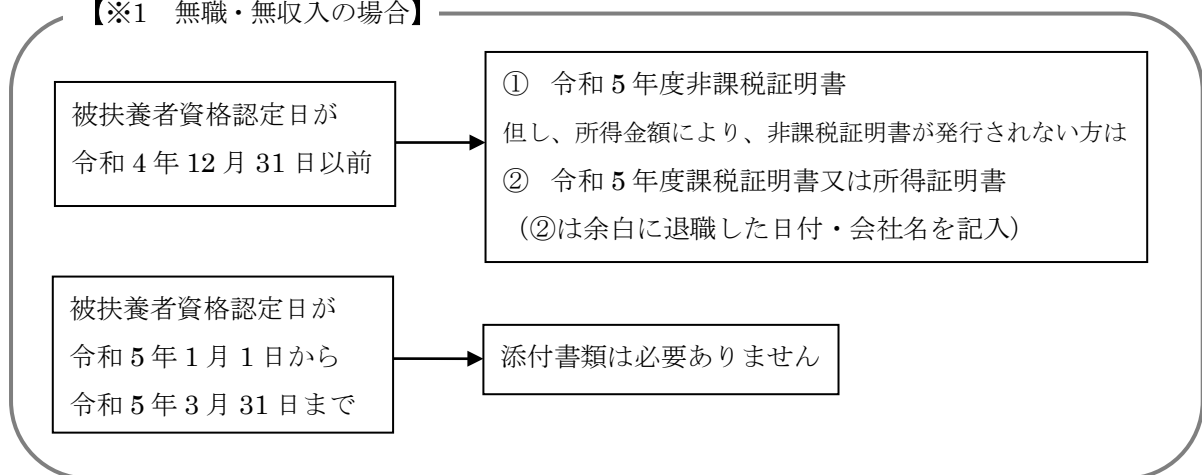 【※1　無職・無収入の場合】
被扶養者資格認定日が
令和 4 年 12 月 31 日以前
①　令和 5 年度非課税証明書
但し、所得金額により、非課税証明書が発行されない方は
②　令和 5 年度課税証明書又は所得証明書
（②は余白に退職した日付・会社名を記入）
被扶養者資格認定日が
令和 5 年 1 月 1 日から
令和 5 年 3 月 31 日まで
添付書類は必要ありません